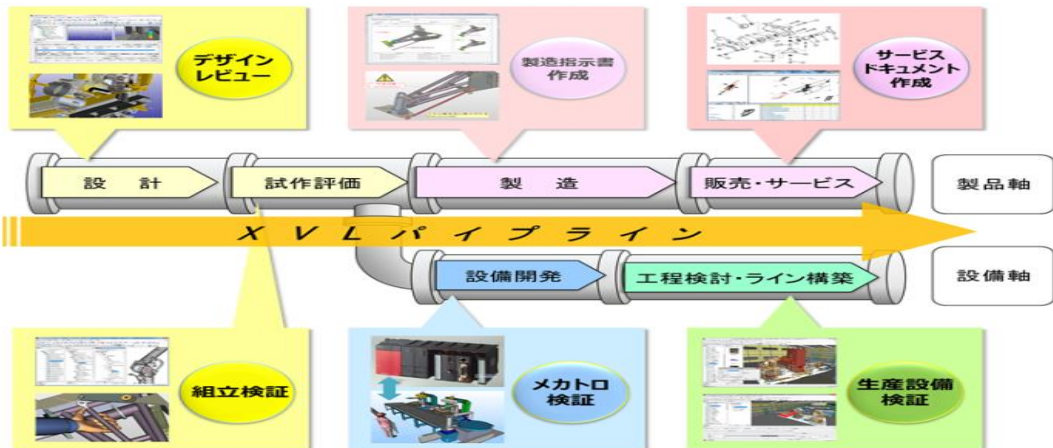 デザイン
レビュー
製造指示書
作成
サービス
ドキュメント
作成
設 計
試作評価
製 造
販売・サービス
製品軸
XVLパイプライン
設備開発
工程検討・ライン構築
設備軸
組立検証
メカトロ
検証
生産設備
検証